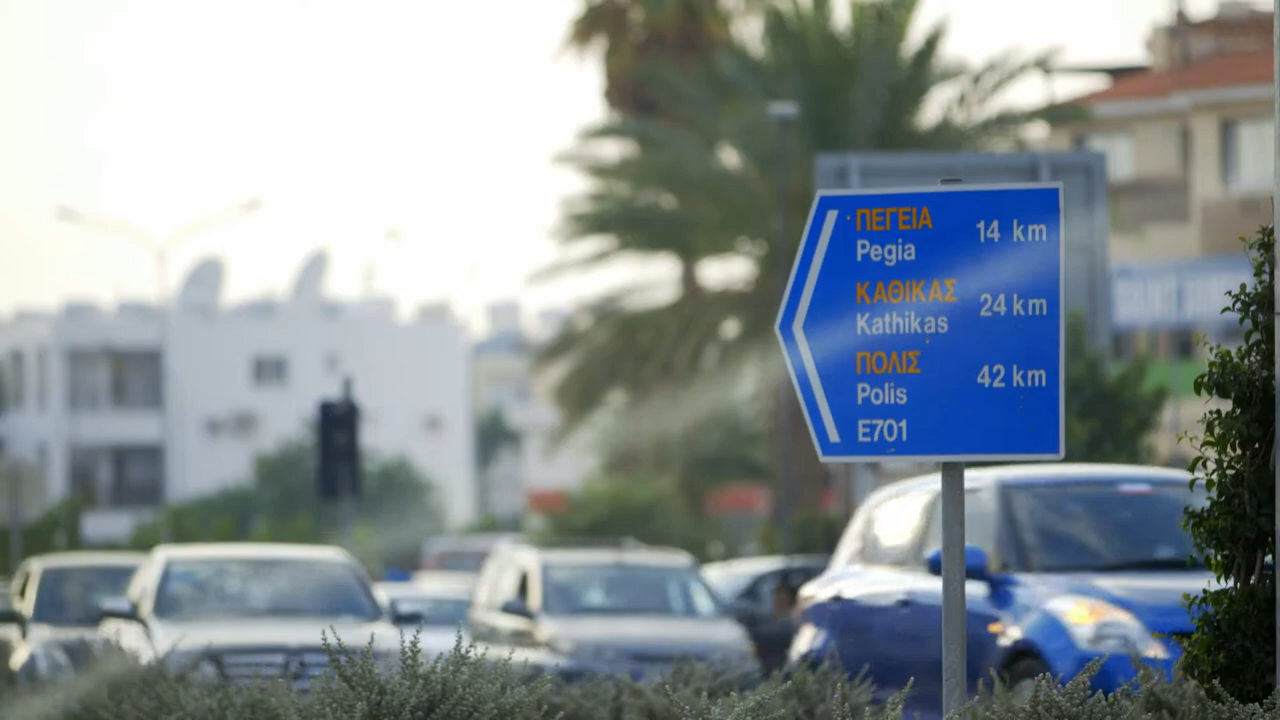 ΠΕΓΕΙΑ 14 km
Pegia
ΚΑΘΙΚΑΣ 24 km
Kathikas
ΠΟΛΙΣ 42 km
Polis
E701